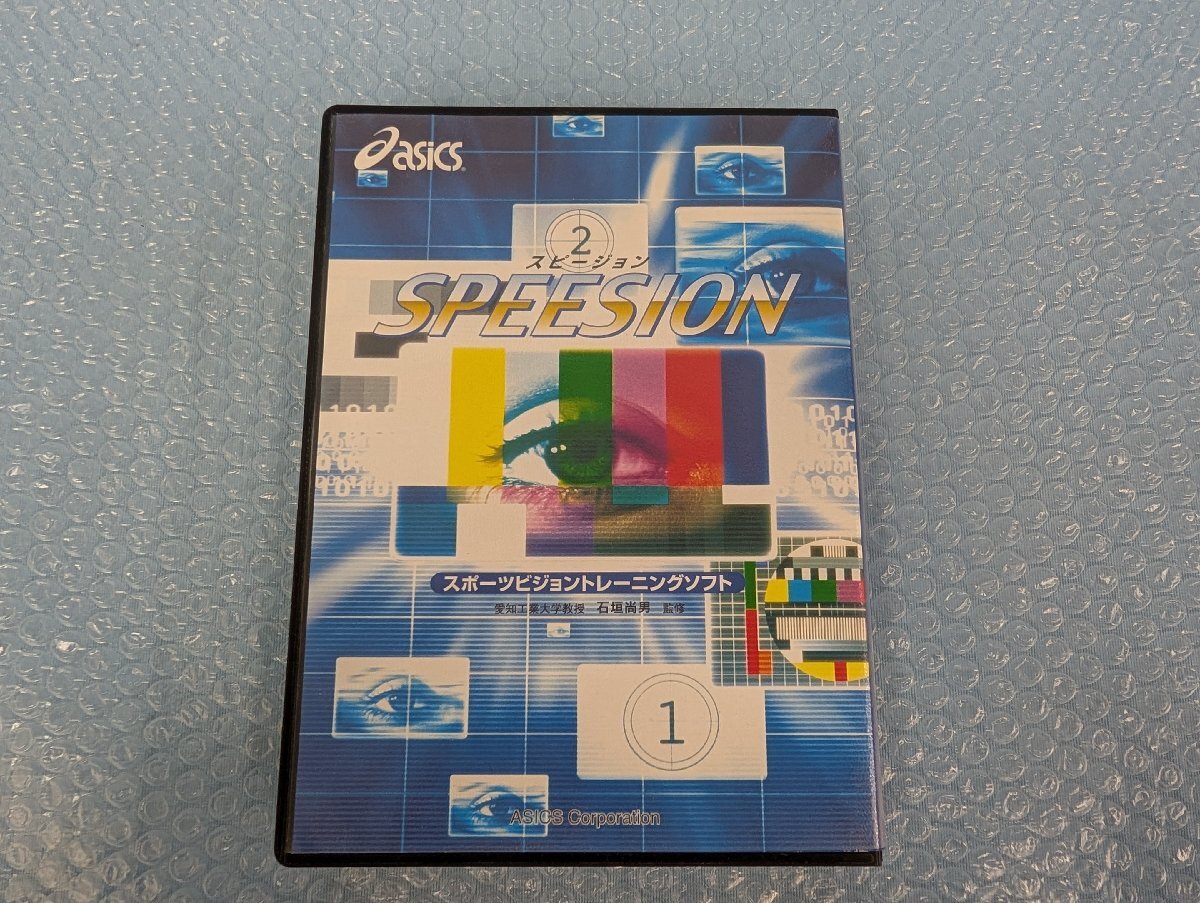 asics
2
スピージョン
SPEESION
1010
スポーツビジョントレーニングソフト
愛知工業大学教授 石垣尚男 監修
1
ASICS Corporation